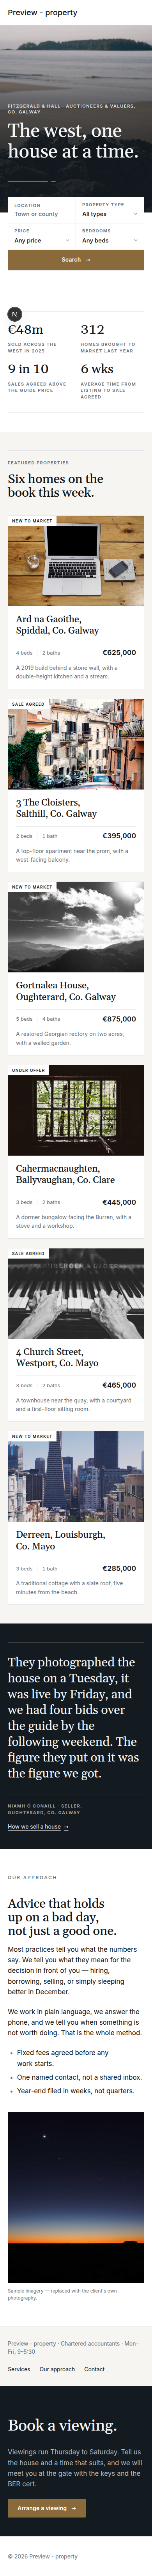 Preview - property
FITZGERALD & HALL · AUCTIONEERS & VALUERS,
CO. GALWAY
The west, one
house at a time.
LOCATION
Town or county
PROPERTY TYPE
All types
PRICE
Any price
BEDROOMS
Any beds
Search →
N
€48m
SOLD ACROSS THE
WEST IN 2025
312
HOMES BROUGHT TO
MARKET LAST YEAR
9 in 10
SALES AGREED ABOVE
THE GUIDE PRICE
6 wks
AVERAGE TIME FROM
LISTING TO SALE
AGREED
FEATURED PROPERTIES
Six homes on the
book this week.
NEW TO MARKET
Ard na Gaoithe,
Spiddal, Co. Galway
4 beds
2 baths
€625,000
A 2019 build behind a stone wall, with a
double-height kitchen and a stream.
SALE AGREED
3 The Cloisters,
Salthill, Co. Galway
2 beds
1 bath
€395,000
A top-floor apartment near the prom, with a
west-facing balcony.
NEW TO MARKET
Gortnalea House,
Oughterard, Co. Galway
5 beds
4 baths
€875,000
A restored Georgian rectory on two acres,
with a walled garden.
UNDER OFFER
Cahermacnaughten,
Ballyvaughan, Co. Clare
3 beds
2 baths
€445,000
A dormer bungalow facing the Burren, with a
stove and a workshop.
SALE AGREED
4 Church Street,
Westport, Co. Mayo
3 beds
2 baths
€465,000
A townhouse near the quay, with a courtyard
and a first-floor sitting room.
NEW TO MARKET
Derreen, Louisburgh,
Co. Mayo
3 beds
1 bath
€285,000
A traditional cottage with a slate roof, five
minutes from the beach.
They photographed the
house on a Tuesday, it
was live by Friday, and
we had four bids over
the guide by the
following weekend. The
figure they put on it was
the figure we got.
NIAMH Ó CONAILL · SELLER,
OUGHTERARD, CO. GALWAY
How we sell a house →
OUR APPROACH
Advice that holds
up on a bad day,
not just a good one.
Most practices tell you what the numbers
say. We tell you what they mean for the
decision in front of you — hiring,
borrowing, selling, or simply sleeping
better in December.
We work in plain language, we answer the
phone, and we tell you when something is
not worth doing. That is the whole method.
• Fixed fees agreed before any
work starts.
• One named contact, not a shared inbox.
• Year-end filed in weeks, not quarters.
Sample imagery — replaced with the client's own
photography.
Preview - property · Chartered accountants · Mon–
Fri, 9–5:30
Services
Our approach
Contact
Book a viewing.
Viewings run Thursday to Saturday. Tell us
the house and a time that suits, and we will
meet you at the gate with the keys and the
BER cert.
Arrange a viewing →
© 2026 Preview - property